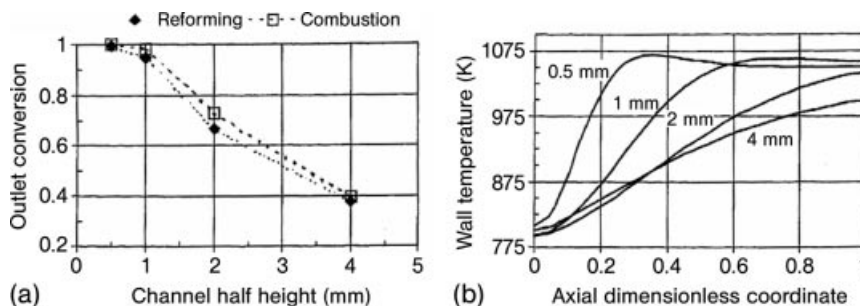 ◆ Reforming --□-- Combustion
Outlet conversion
1
0.8
0.6
0.4
0.2
0 1 2 3 4 5
(a) Channel half height (mm)
Wall temperature (K)
1075
975
875
775
0.5 mm
1 mm
2 mm
4 mm
0 0.2 0.4 0.6 0.8 1
(b) Axial dimensionless coordinate